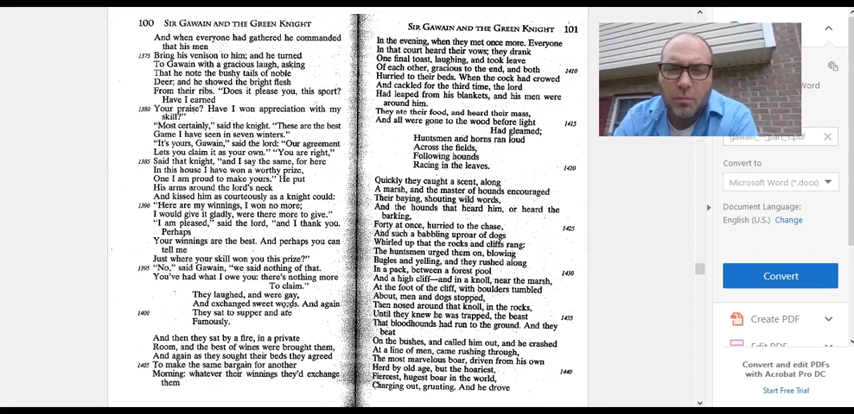 100 SIR GAWAIN AND THE GREEN KNIGHT
And when everyone had gathered he commanded
that his men
1375 Bring his venison to him; and he turned
To Gawain with a gracious laugh, asking
That he note the bushy tails of noble
Deer; and he showed the bright flesh
From their ribs. "Does it please you, this sport?
Have I earned
1380 Your praise? Have I won appreciation with my
skill?"
"Most certainly," said the knight. "These are the best
Game I have seen in seven winters."
"It's yours, Gawain," said the lord: "Our agreement
Lets you claim it as your own." "You are right,"
1385 Said that knight, "and I say the same, for here
In this house I have won a worthy prize,
One I am proud to make yours." He put
His arms around the lord's neck
And kissed him as courteously as a knight could:
1390 "Here are my winnings, I won no more;
I would give it gladly, were there more to give."
"I am pleased," said the lord, "and I thank you.
Perhaps
Your winnings are the best. And perhaps you can
tell me
Just where your skill won you this prize?"
1395 "No," said Gawain, "we said nothing of that.
You've had what I owe you: there's nothing more
To claim."
They laughed, and were gay,
And exchanged sweet words. And again
1400 They sat to supper and ate
Famously.
And then they sat by a fire, in a private
Room, and the best of wines were brought them,
And again as they sought their beds they agreed
1405 To make the same bargain for another
Morning: whatever their winnings they'd exchange
them
SIR GAWAIN AND THE GREEN KNIGHT 101
In the evening, when they met once more. Everyone
In that court heard their vows; they drank
One final toast, laughing, and took leave
Of each other, gracious to the end, and both 1410
Hurried to their beds. When the cock had crowed
And cackled for the third time, the lord
Had leaped from his blankets, and his men were
around him.
They ate their food, and heard their mass,
And all were gone to the wood before light 1415
Had gleamed;
Huntsmen and horns ran loud
Across the fields,
Following hounds
Racing in the leaves. 1420
Quickly they caught a scent, along
A marsh, and the master of hounds encouraged
Their baying, shouting wild words,
And the hounds that heard him, or heard the
barking,
Forty at once, hurried to the chase, 1425
And such a babbling uproar of dogs
Whirled up that the rocks and cliffs rang:
The huntsmen urged them on, blowing
Bugles and yelling, and they rushed along
In a pack, between a forest pool 1430
And a high cliff—and in a knoll, near the marsh,
At the foot of the cliff, with boulders tumbled
About, men and dogs stopped,
Then nosed around that knoll, in the rocks,
Until they knew he was trapped, the beast 1435
That bloodhounds had run to the ground. And they
beat
On the bushes, and called him out, and he crashed
At a line of men, came rushing through,
The most marvelous boar, driven from his own
Herd by old age, but the hoariest, 1440
Fiercest, hugest boar in the world,
Charging out, grunting. And he drove
Word
Convert to
Microsoft Word (*.docx)
Document Language:
English (U.S.) Change
Convert
Create PDF
Edit PDF
Convert and edit PDFs
with Acrobat Pro DC
Start Free Trial